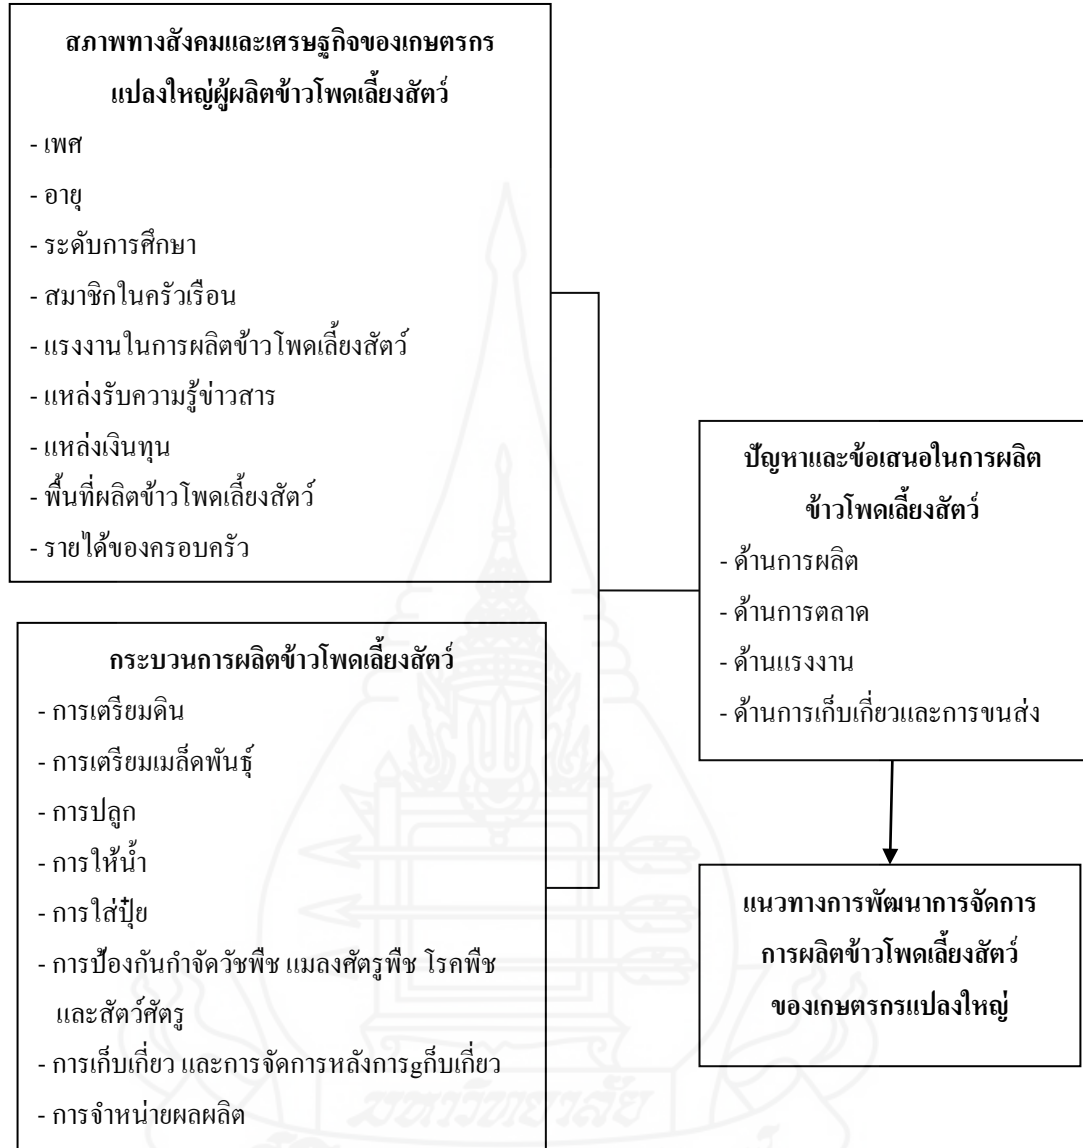 สภาพทางสังคมและเศรษฐกิจของเกษตรกร
แปลงใหญ่ผู้ผลิตข้าวโพดเลี้ยงสัตว์
- เพศ
- อายุ
- ระดับการศึกษา
- สมาชิกในครัวเรือน
- แรงงานในการผลิตข้าวโพดเลี้ยงสัตว์
- แหล่งรับความรู้ข่าวสาร
- แหล่งเงินทุน
- พื้นที่ผลิตข้าวโพดเลี้ยงสัตว์
- รายได้ของครอบครัว
กระบวนการผลิตข้าวโพดเลี้ยงสัตว์
- การเตรียมดิน
- การเตรียมเมล็ดพันธุ์
- การปลูก
- การให้น้ำ
- การใส่ปุ๋ย
- การป้องกันกำจัดวัชพืช แมลงศัตรูพืช โรคพืช
และสัตว์ศัตรู
- การเก็บเกี่ยว และการจัดการหลังการgก็บเกี่ยว
- การจำหน่ายผลผลิต
ปัญหาและข้อเสนอในการผลิต
ข้าวโพดเลี้ยงสัตว์
- ด้านการผลิต
- ด้านการตลาด
- ด้านแรงงาน
- ด้านการเก็บเกี่ยวและการขนส่ง
แนวทางการพัฒนาการจัดการ
การผลิตข้าวโพดเลี้ยงสัตว์
ของเกษตรกรแปลงใหญ่
มหาวิทยาลัย